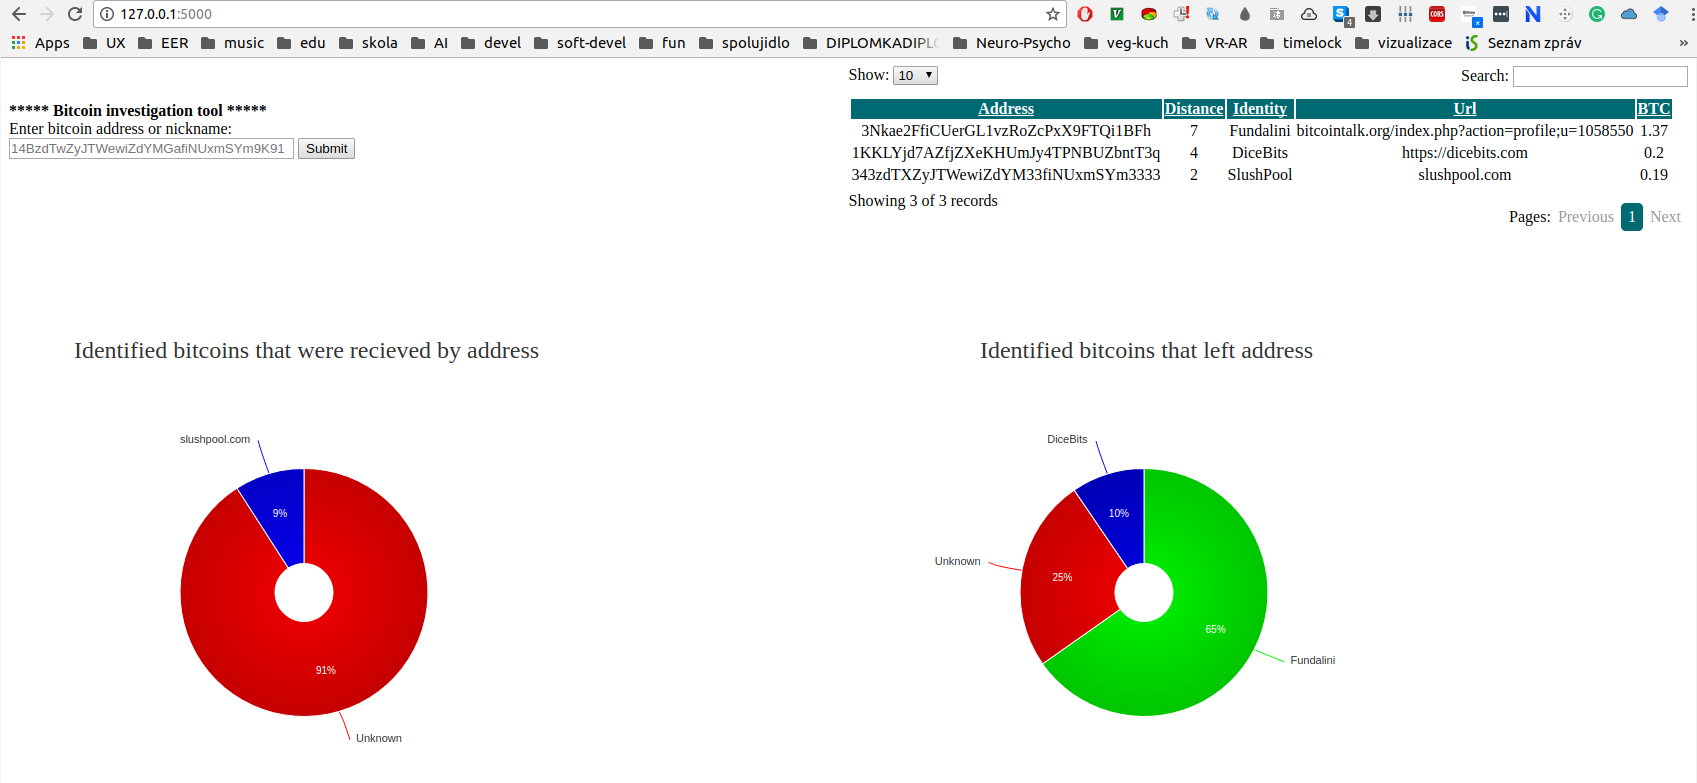 127.0.0.1:5000
Apps UX EER music edu skola AI devel soft-devel fun spolujidlo DIPLOMKADIPLO Neuro-Psycho veg-kuch VR-AR timelock vizualizace Seznam zpráv »
Show: 10 Search:
***** Bitcoin investigation tool *****
Enter bitcoin address or nickname:
14BzdTwZyJTWewiZdYMGafiNUxmSYm9K91 Submit
Address Distance Identity Url BTC
3Nkae2FfiCUerGL1vzRoZcPxX9FTQi1BFh 7 Fundalini bitcointalk.org/index.php?action=profile;u=1058550 1.37
1KKLYjd7AZfjZXeKHUmJy4TPNBUZbntT3q 4 DiceBits https://dicebits.com 0.2
343zdTXZyJTWewiZdYM33fiNUxmSYm3333 2 SlushPool slushpool.com 0.19
Showing 3 of 3 records
Pages: Previous 1 Next
Identified bitcoins that were recieved by address
slushpool.com
9%
91%
Unknown
Identified bitcoins that left address
DiceBits
10%
Unknown
25%
65%
Fundalini